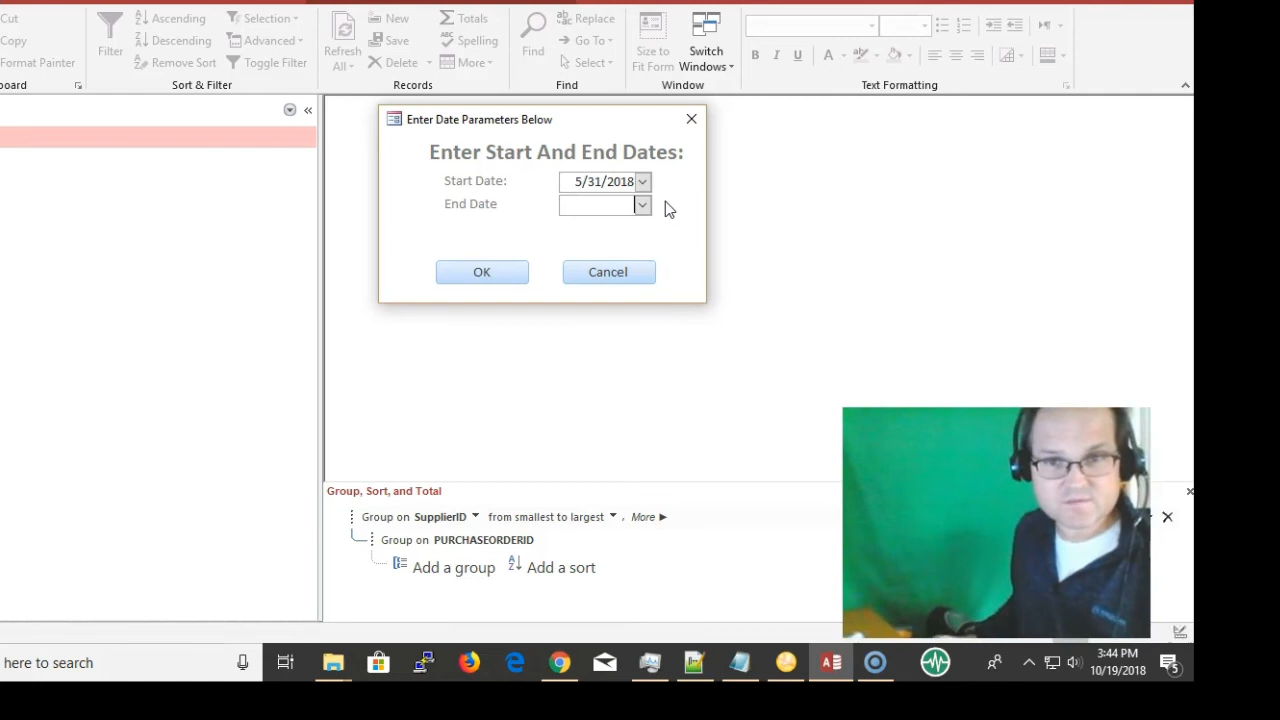 Cut
Ascending
Selection
New
Totals
Replace
Copy
Filter
Descending
Advanced
Refresh
All
Save
Spelling
Find
Go To
Size to
Fit Form
Switch
Windows
B I U A
Format Painter
Remove Sort
Toggle Filter
Delete
More
Select
oard
Sort & Filter
Records
Find
Window
Text Formatting
Enter Date Parameters Below
Enter Start And End Dates:
Start Date: 5/31/2018
End Date
OK
Cancel
Group, Sort, and Total
Group on SupplierID from smallest to largest , More
Group on PURCHASEORDERID
Add a group
Add a sort
here to search
3:44 PM
10/19/2018
5